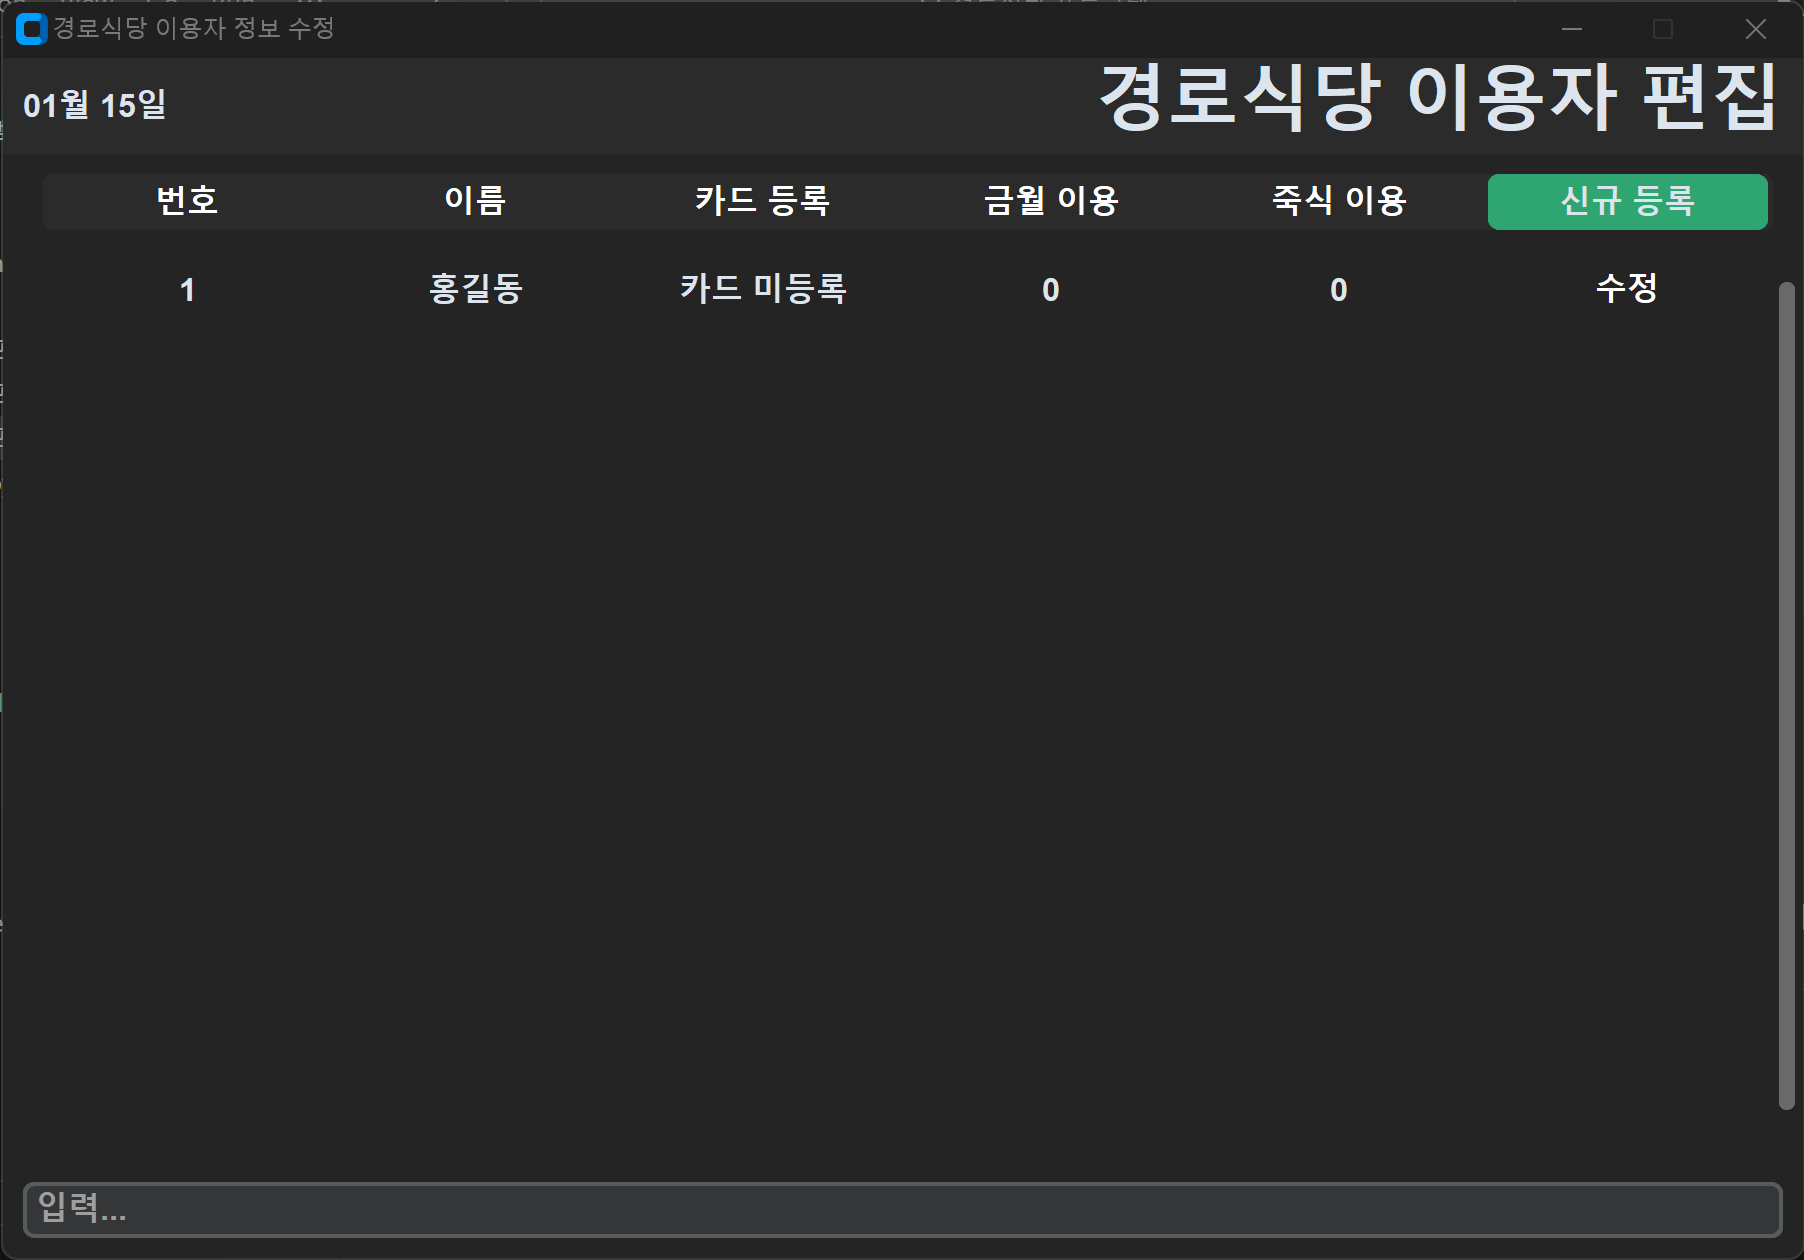 경로식당 이용자 정보 수정
01월 15일
경로식당 이용자 편집
번호 이름 카드 등록 금월 이용 죽식 이용 신규 등록
1 홍길동 카드 미등록 0 0 수정
입력...